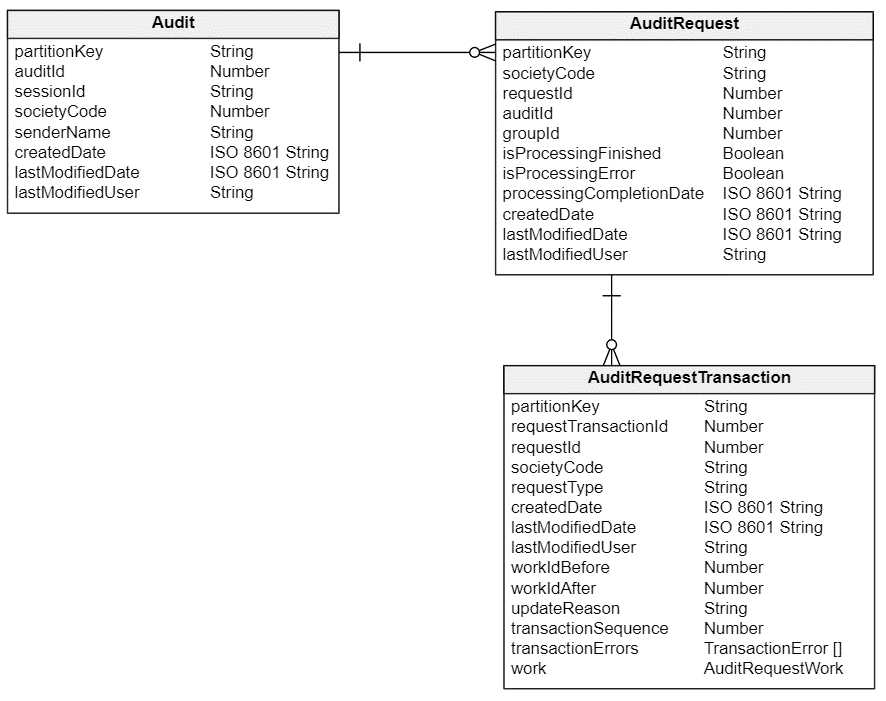 Audit
partitionKey String
auditId Number
sessionId String
societyCode Number
senderName String
createdDate ISO 8601 String
lastModifiedDate ISO 8601 String
lastModifiedUser String
AuditRequest
partitionKey String
societyCode String
requestId Number
auditId Number
groupId Number
isProcessingFinished Boolean
isProcessingError Boolean
processingCompletionDate ISO 8601 String
createdDate ISO 8601 String
lastModifiedDate ISO 8601 String
lastModifiedUser String
AuditRequestTransaction
partitionKey String
requestTransactionId Number
requestId Number
societyCode String
requestType String
createdDate ISO 8601 String
lastModifiedDate ISO 8601 String
lastModifiedUser String
workIdBefore Number
workIdAfter Number
updateReason String
transactionSequence Number
transactionErrors TransactionError []
work AuditRequestWork